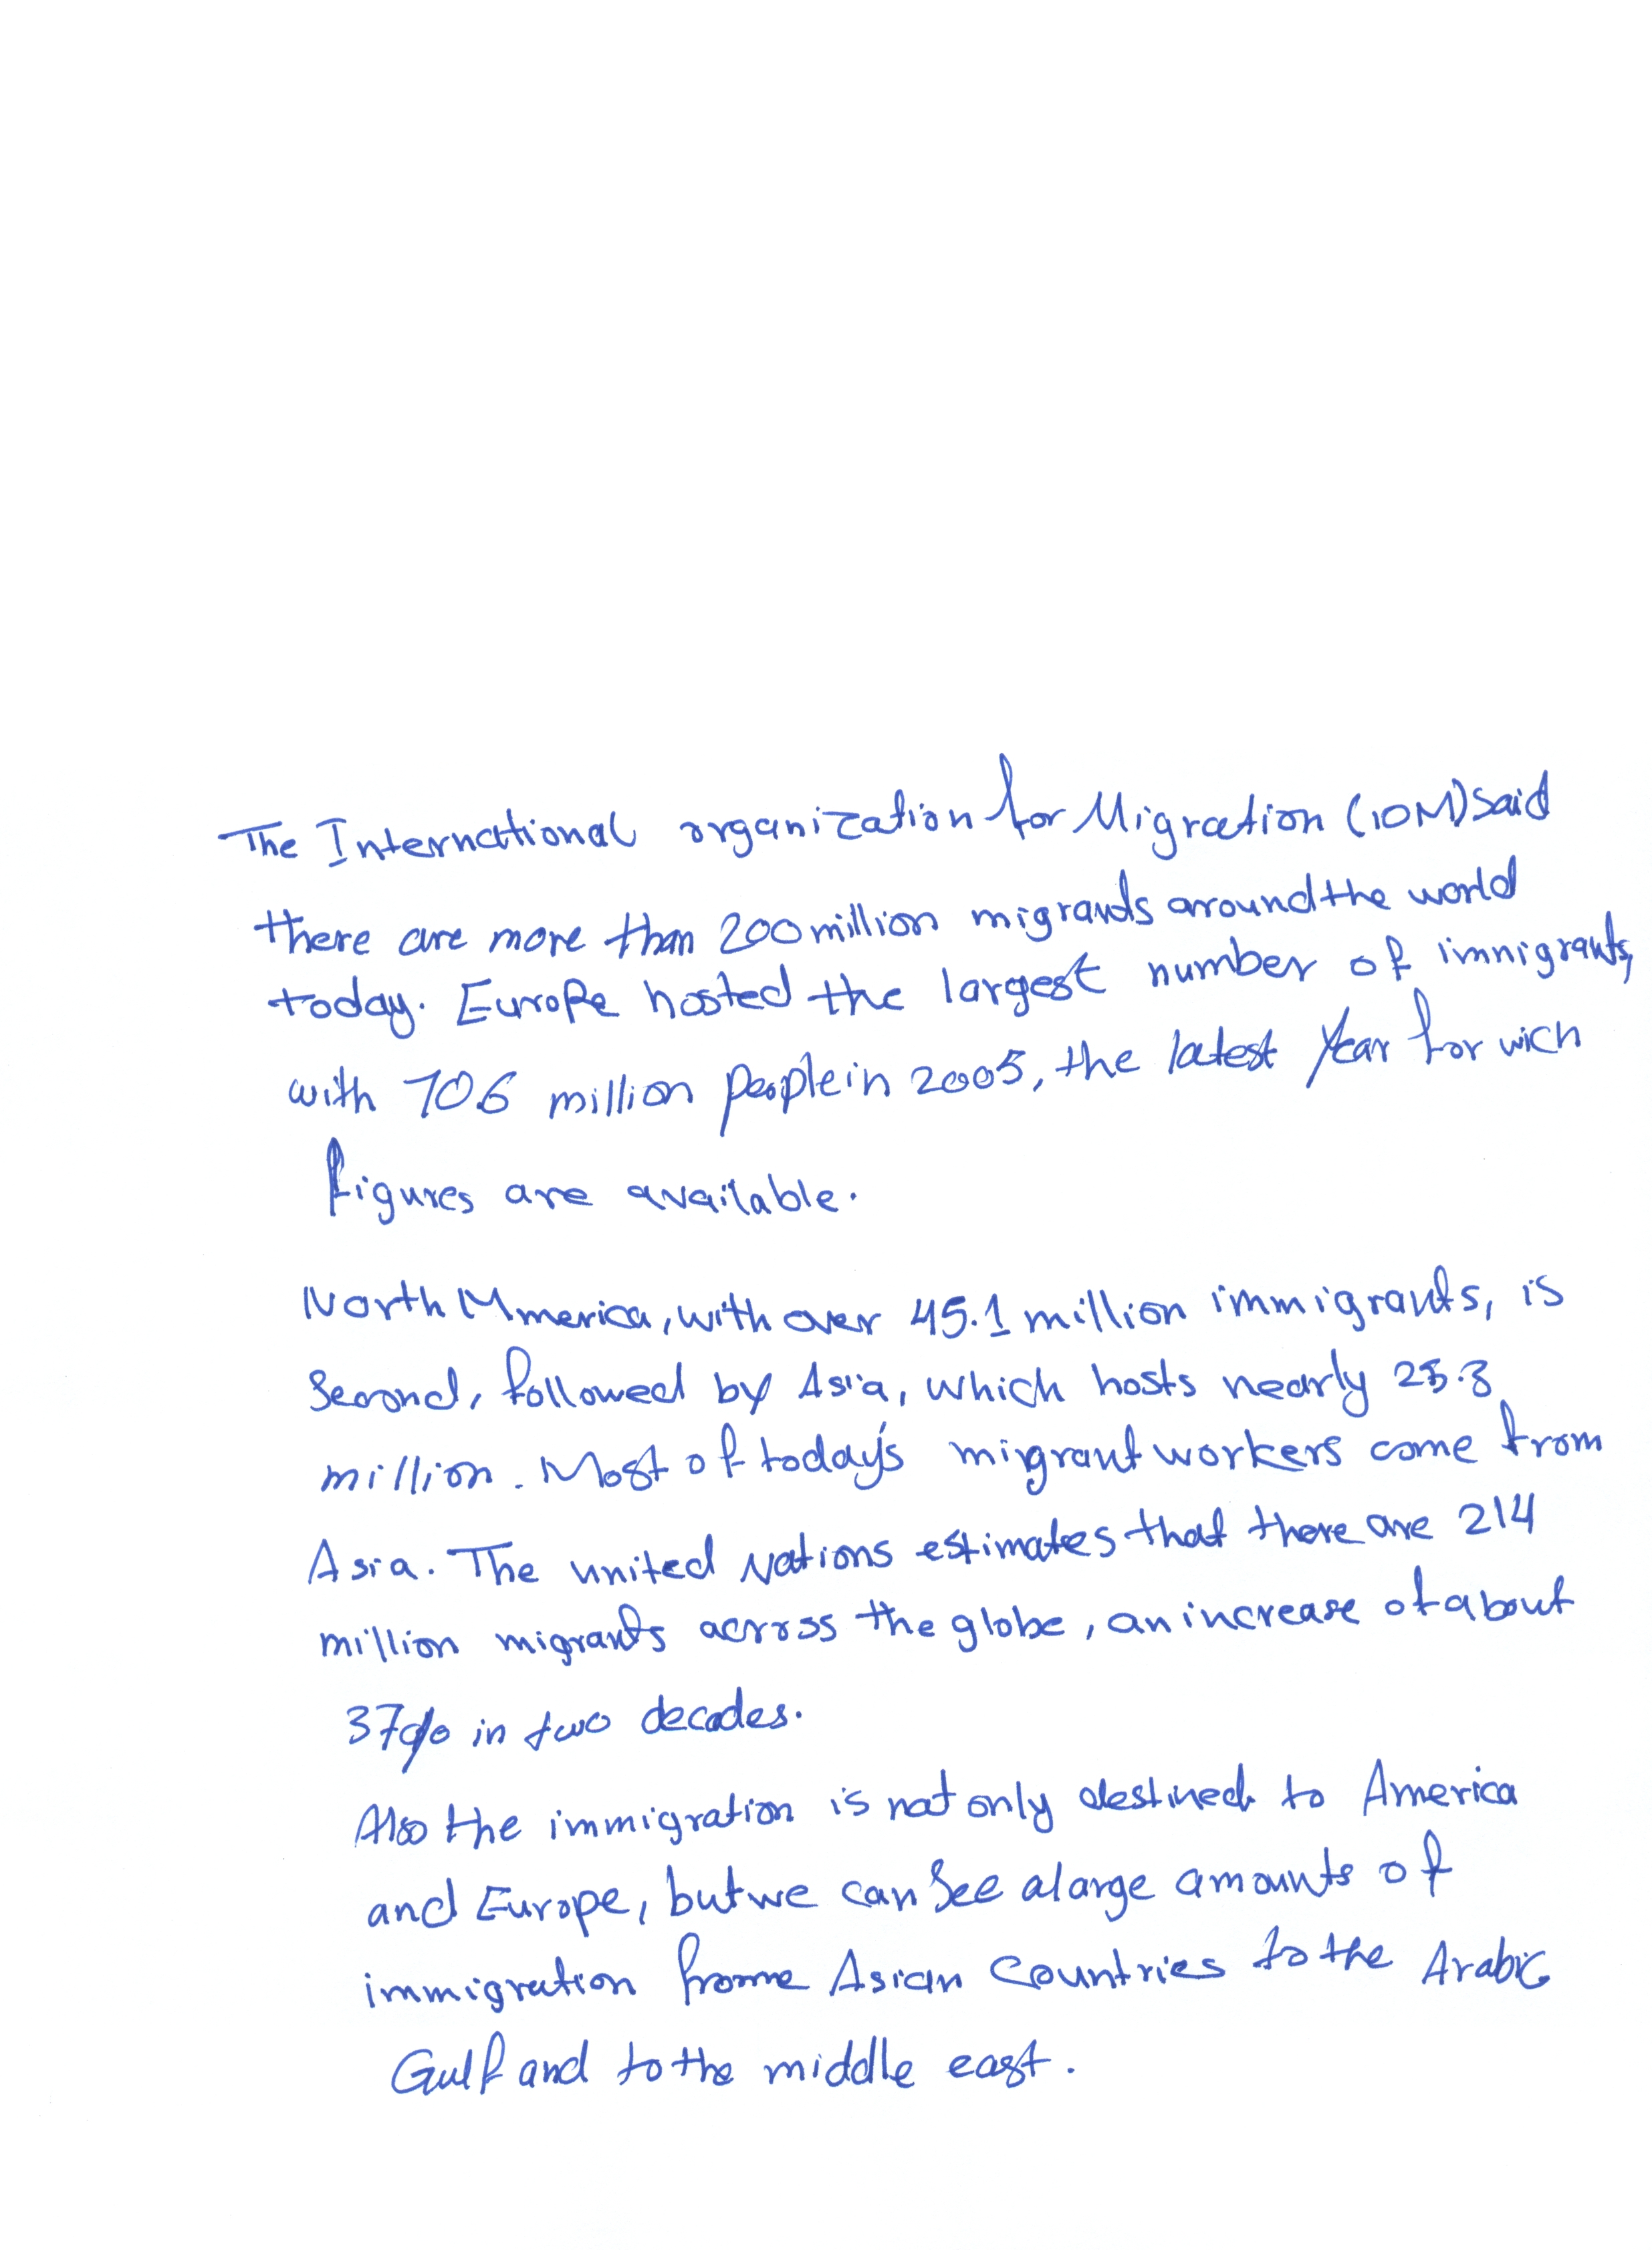 The International organization for Migration (IOM) said
there are more than 200 million migrants around the world
today. Europe hosted the largest number of immigrants,
with 70.6 million people in 2005, the latest year for wich
figures are available.
North America, with over 45.1 million immigrants, is
Second, followed by Asia, which hosts nearly 25.3
million. Most of today's migrant workers come from
Asia. The united Nations estimates that there are 214
million migrants across the globe, an increase of about
37% in two decades.
Also the immigration is not only destined to America
and Europe, but we can See a large amounts of
immigration frome Asian Countries to the Arabic
Gulf and to the middle east.